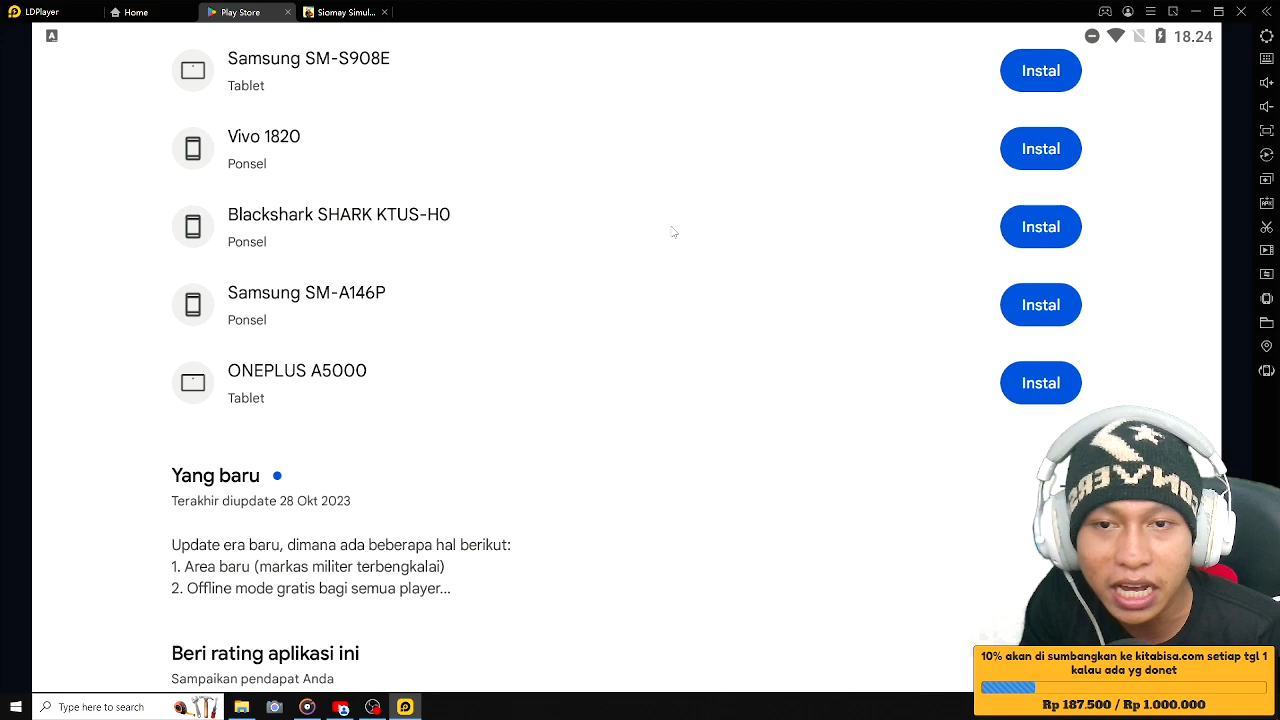 LDPlayer
Home
Play Store
Siomay Simul...
A
18.24
Samsung SM-S908E
Tablet
Instal
Vivo 1820
Ponsel
Instal
Blackshark SHARK KTUS-H0
Ponsel
Instal
Samsung SM-A146P
Ponsel
Instal
ONEPLUS A5000
Tablet
Instal
Yang baru
Terakhir diupdate 28 Okt 2023
Update era baru, dimana ada beberapa hal berikut:
1. Area baru (markas militer terbengkalai)
2. Offline mode gratis bagi semua player...
Beri rating aplikasi ini
Sampaikan pendapat Anda
CONVERS
10% akan di sumbangkan ke kitabisa.com setiap tgl 1
kalau ada yg donet
Rp 187.500 / Rp 1.000.000
Type here to search